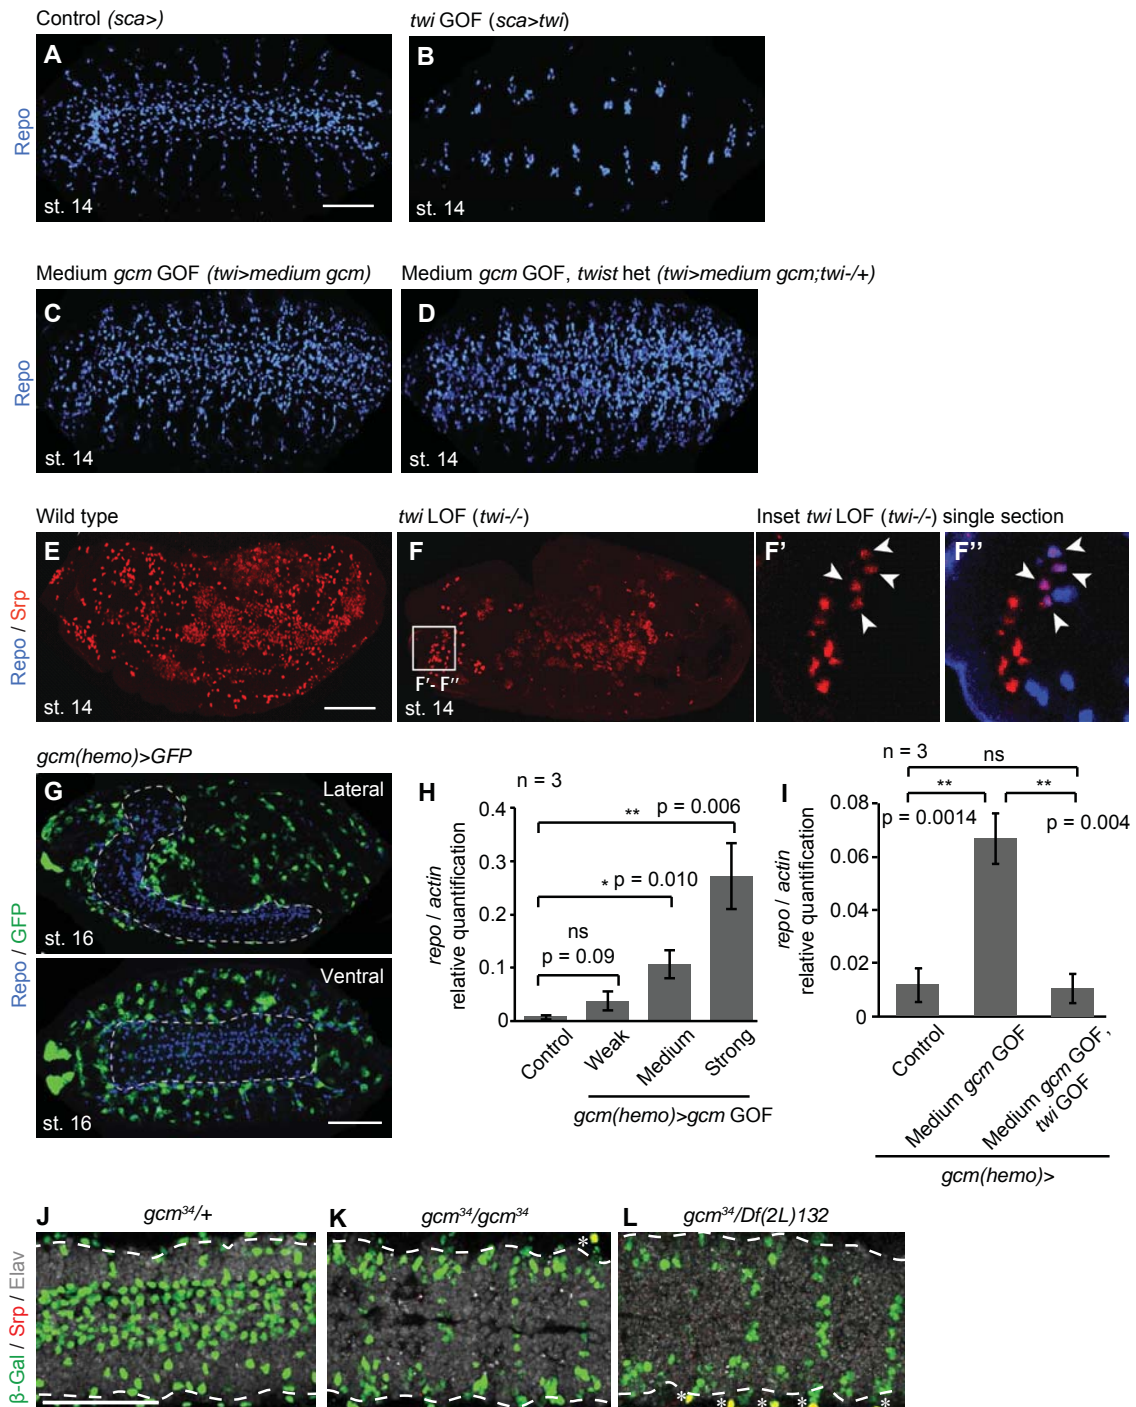 Control (sca>)
twi GOF (sca>twi)
A
B
Repo
st. 14
st. 14
Medium gcm GOF (twi>medium gcm)
Medium gcm GOF, twist het (twi>medium gcm;twi-/+)
C
D
Repo
st. 14
st. 14
Wild type
twi LOF (twi-/-)
Inset twi LOF (twi-/-) single section
E
F
F'
F''
Repo / Srp
F'- F''
st. 14
st. 14
gcm(hemo)>GFP
G
Lateral
st. 16
Ventral
st. 16
Repo / GFP
H
n = 3
** p = 0.006
* p = 0.010
ns
p = 0.09
0.4
0.3
0.2
0.1
0
repo / actin
relative quantification
Control
Weak
Medium
Strong
gcm(hemo)>gcm GOF
I
n = 3
ns
**
**
p = 0.0014
p = 0.004
0.08
0.06
0.04
0.02
0
repo / actin
relative quantification
Control
Medium gcm GOF
Medium gcm GOF,
twi GOF
gcm(hemo)>
J
gcm34/+
K
gcm34/gcm34
L
gcm34/Df(2L)132
β-Gal / Srp / Elav
*
* * * * *